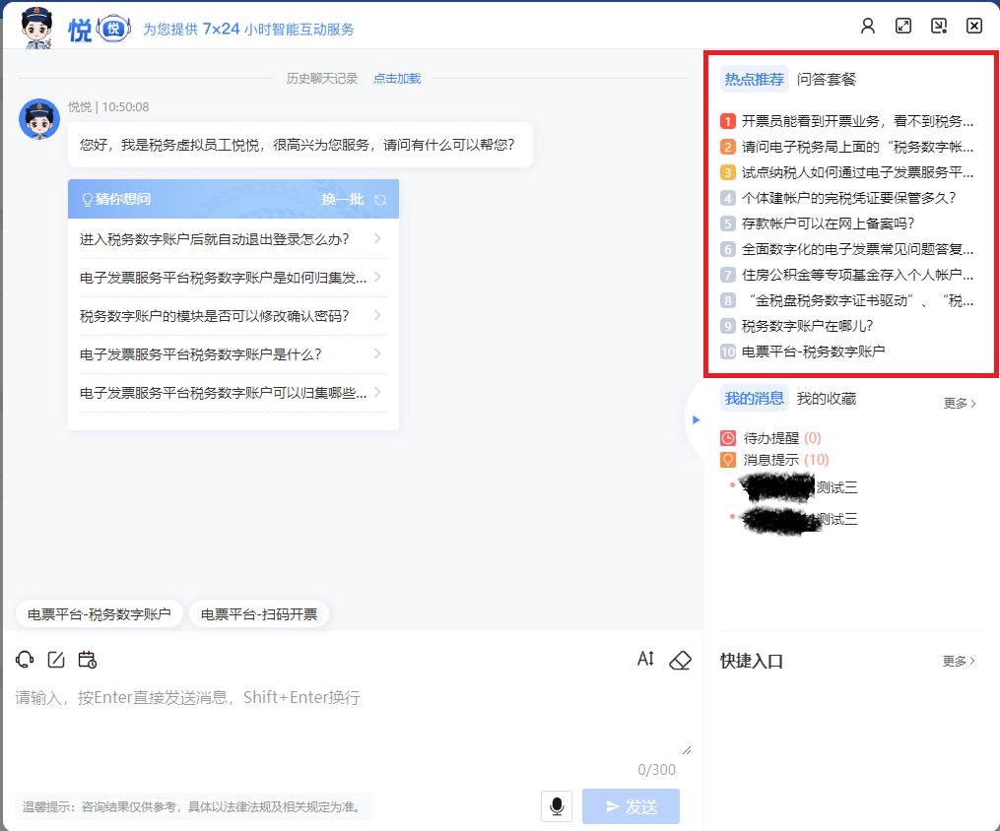 悦 悦 为您提供 7×24 小时智能互动服务
历史聊天记录 点击加载
悦悦 | 10:50:08
您好，我是税务虚拟员工悦悦，很高兴为您服务，请问有什么可以帮您？
猜你想问 换一批
进入税务数字账户后就自动退出登录怎么办？
电子发票服务平台税务数字账户是如何归集发...
税务数字账户的模块是否可以修改确认密码？
电子发票服务平台税务数字账户是什么？
电子发票服务平台税务数字账户可以归集哪些...
电票平台-税务数字账户 电票平台-扫码开票
请输入，按Enter直接发送消息，Shift+Enter换行
0/300
温馨提示：咨询结果仅供参考，具体以法律法规及相关规定为准。
发送
热点推荐 问答套餐
1 开票员能看到开票业务，看不到税务...
2 请问电子税务局上面的“税务数字帐...
3 试点纳税人如何通过电子发票服务平...
4 个体建帐户的完税凭证要保管多久？
5 存款帐户可以在网上备案吗？
6 全面数字化的电子发票常见问题答复...
7 住房公积金等专项基金存入个人帐户...
8 “金税盘税务数字证书驱动”、“税...
9 税务数字账户在哪儿？
10 电票平台-税务数字账户
我的消息 我的收藏 更多
待办提醒 (0)
消息提示 (10)
测试三
测试三
快捷入口 更多